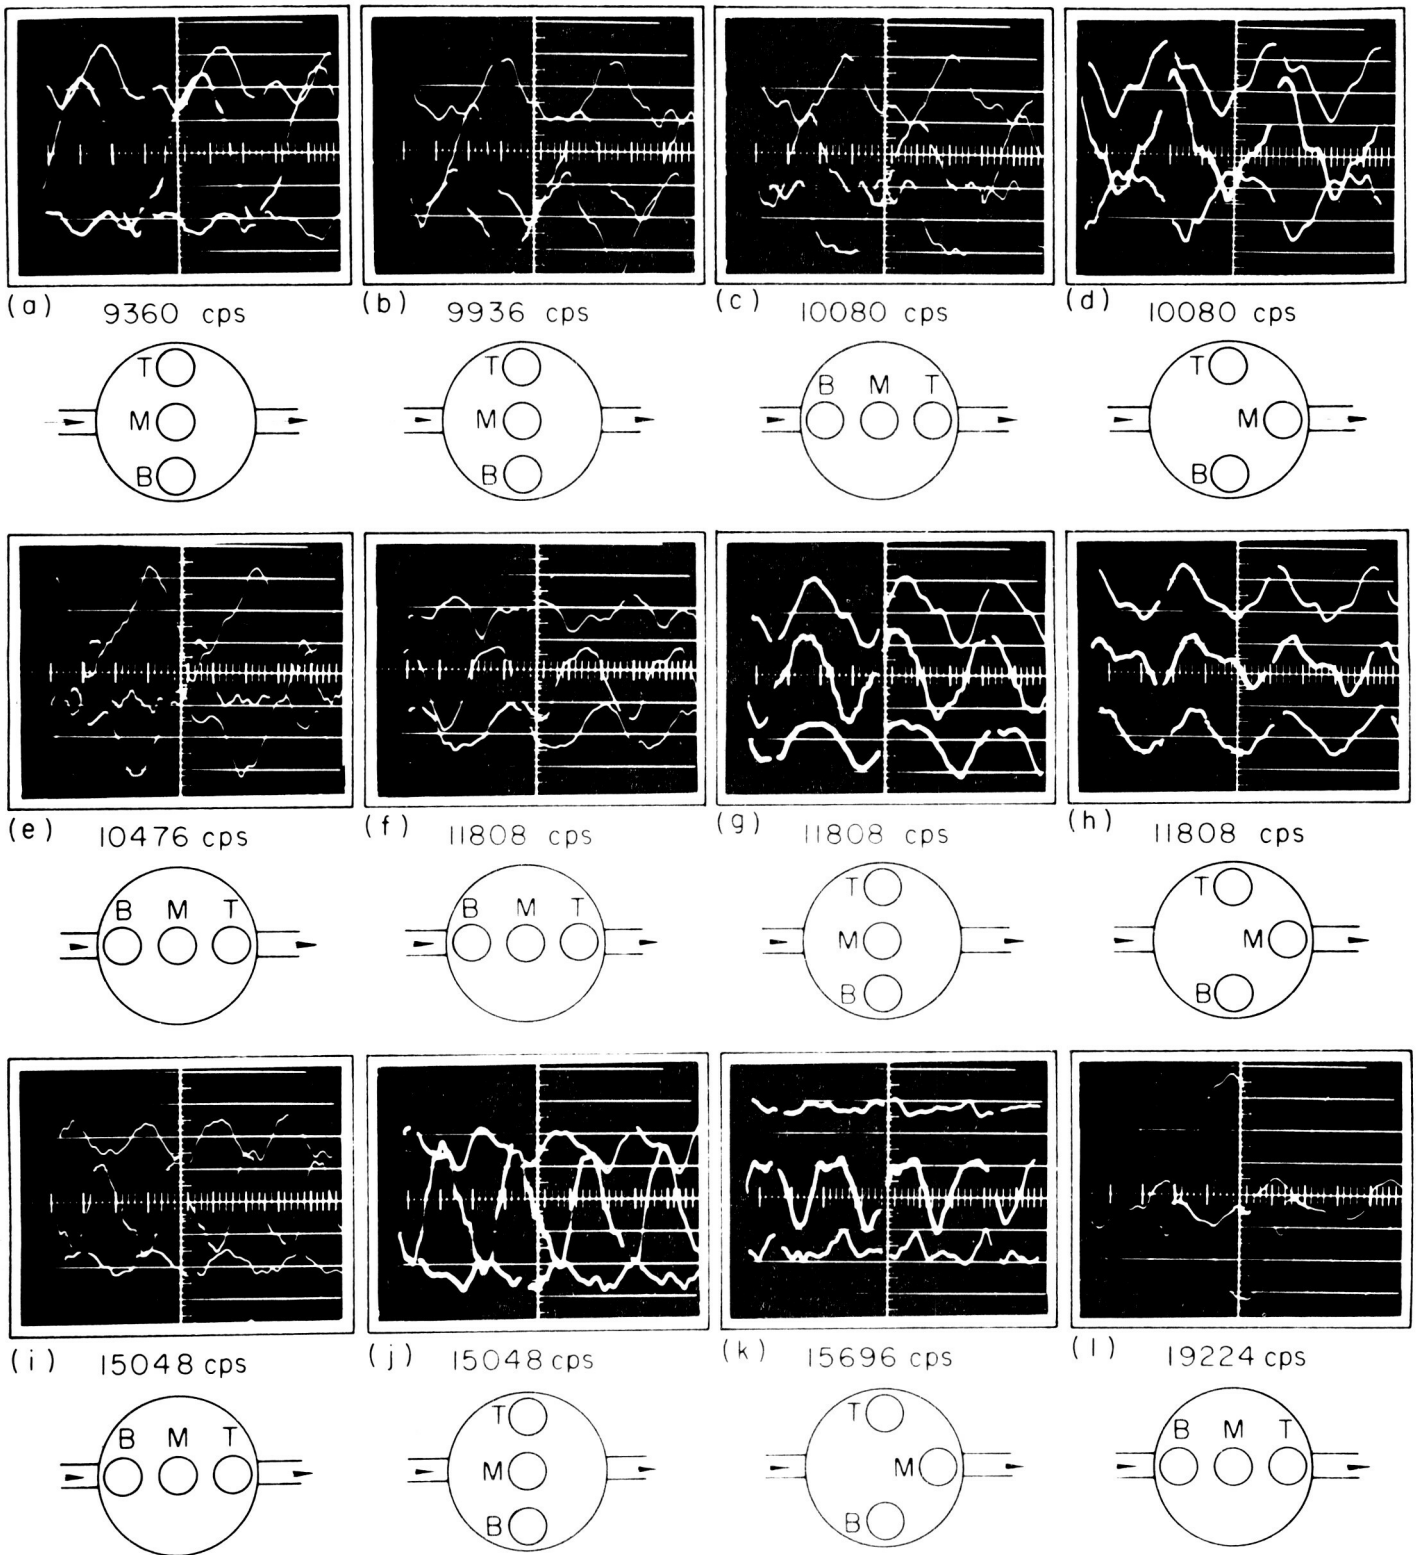 (a) 9360 cps (b) 9936 cps (c) 10080 cps (d) 10080 cps
T T B M T T
M M M
B B B
(e) 10476 cps (f) 11808 cps (g) 11808 cps (h) 11808 cps
B M T B M T T T
M M
B B
(i) 15048 cps (j) 15048 cps (k) 15696 cps (l) 19224 cps
B M T T T B M T
M M
B B